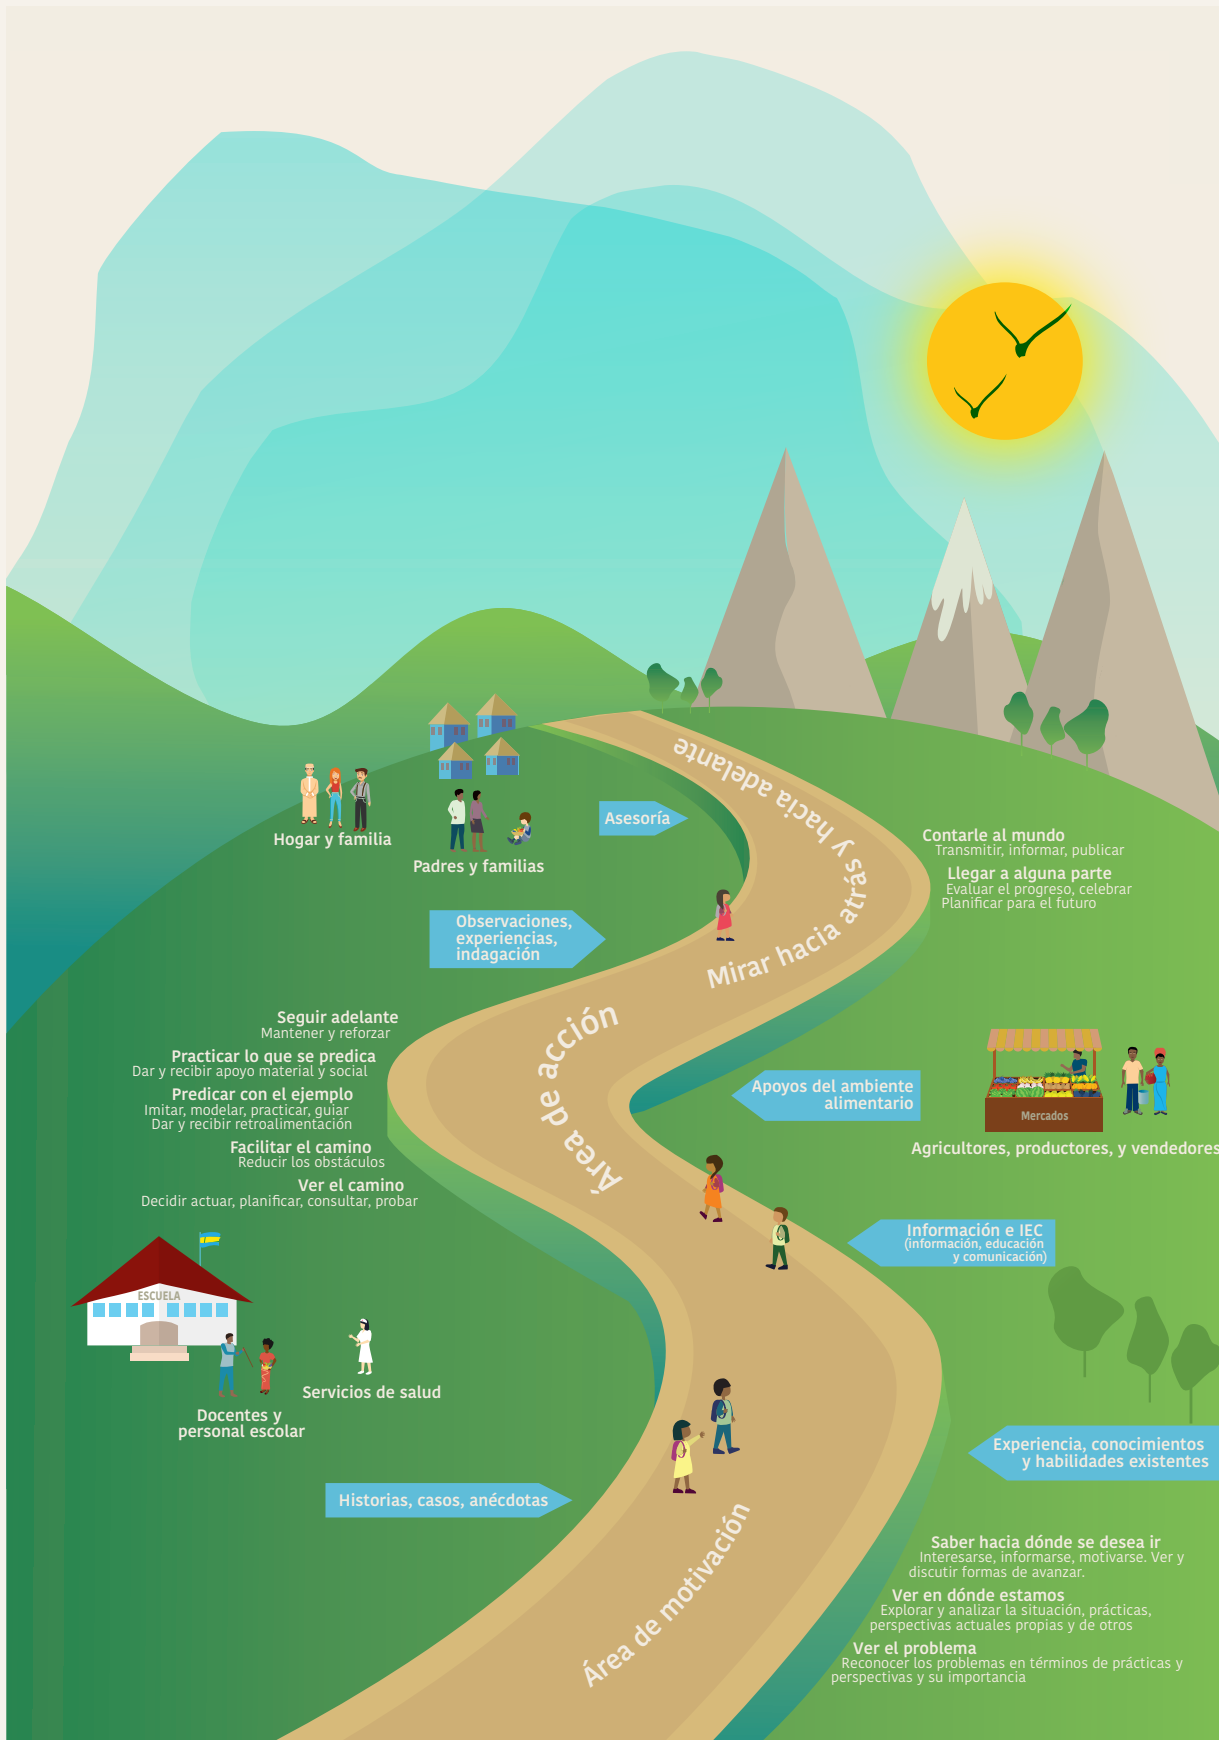 Hogar y familia
Padres y familias
Asesoría
Mirar hacia atrás y hacia adelante
Contarle al mundo
Transmitir, informar, publicar
Llegar a alguna parte
Evaluar el progreso, celebrar
Planificar para el futuro
Observaciones,
experiencias,
indagación
Seguir adelante
Mantener y reforzar
Practicar lo que se predica
Dar y recibir apoyo material y social
Predicar con el ejemplo
Imitar, modelar, practicar, guiar
Dar y recibir retroalimentación
Facilitar el camino
Reducir los obstáculos
Ver el camino
Decidir actuar, planificar, consultar, probar
Área de acción
Apoyos del ambiente
alimentario
Mercados
Agricultores, productores, y vendedores
Información e IEC
(información, educación
y comunicación)
ESCUELA
Servicios de salud
Docentes y
personal escolar
Historias, casos, anécdotas
Experiencia, conocimientos
y habilidades existentes
Área de motivación
Saber hacia dónde se desea ir
Interesarse, informarse, motivarse. Ver y
discutir formas de avanzar.
Ver en dónde estamos
Explorar y analizar la situación, prácticas,
perspectivas actuales propias y de otros
Ver el problema
Reconocer los problemas en términos de prácticas y
perspectivas y su importancia